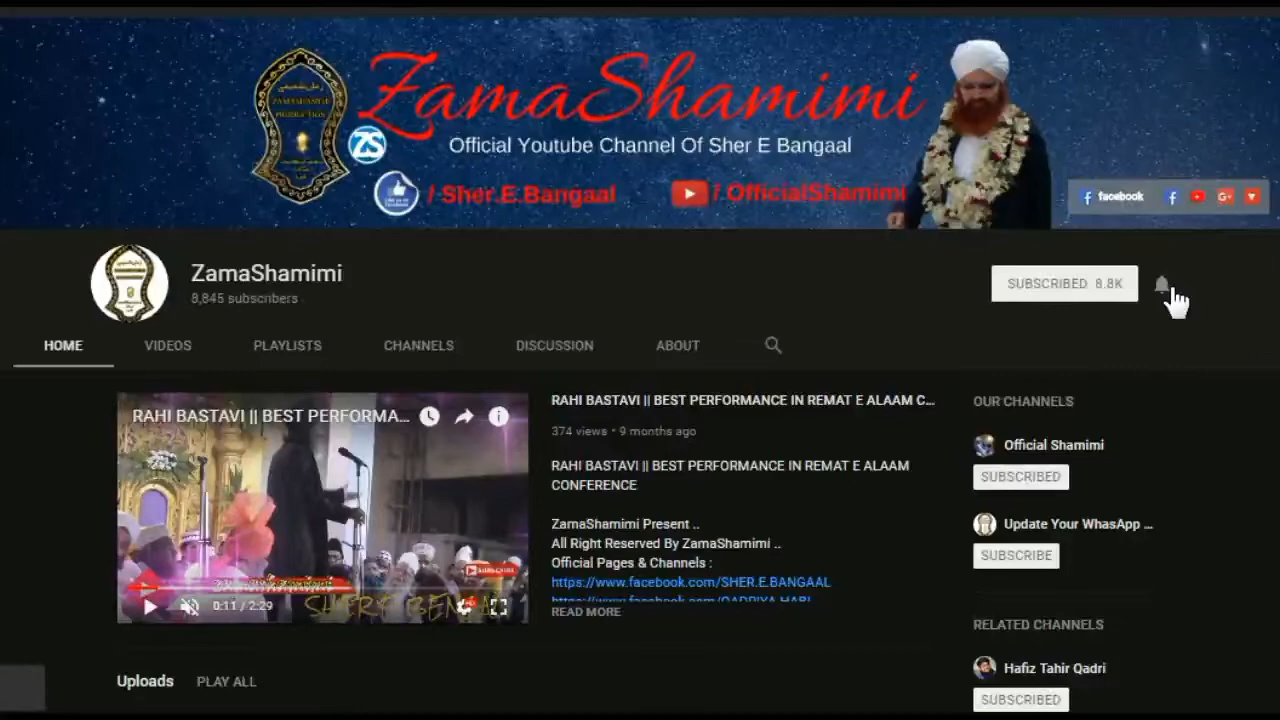 ZamaShamimi
ZAMASHAMIMI
PRODUCTION
ZS
Official Youtube Channel Of Sher E Bangaal
/ Sher.E.Bangaal
/ OfficialShamimi
facebook
G+
ZamaShamimi
8,845 subscribers
SUBSCRIBED 8.8K
HOME
VIDEOS
PLAYLISTS
CHANNELS
DISCUSSION
ABOUT
RAHI BASTAVI || BEST PERFORMA...
0:11 / 2:29
RAHI BASTAVI || BEST PERFORMANCE IN REMAT E ALAAM C...
374 views • 9 months ago
RAHI BASTAVI || BEST PERFORMANCE IN REMAT E ALAAM
CONFERENCE
ZamaShamimi Present ..
All Right Reserved By ZamaShamimi ..
Official Pages & Channels :
https://www.facebook.com/SHER.E.BANGAAL
READ MORE
OUR CHANNELS
Official Shamimi
SUBSCRIBED
Update Your WhasApp ...
SUBSCRIBE
RELATED CHANNELS
Hafiz Tahir Qadri
SUBSCRIBED
Uploads
PLAY ALL